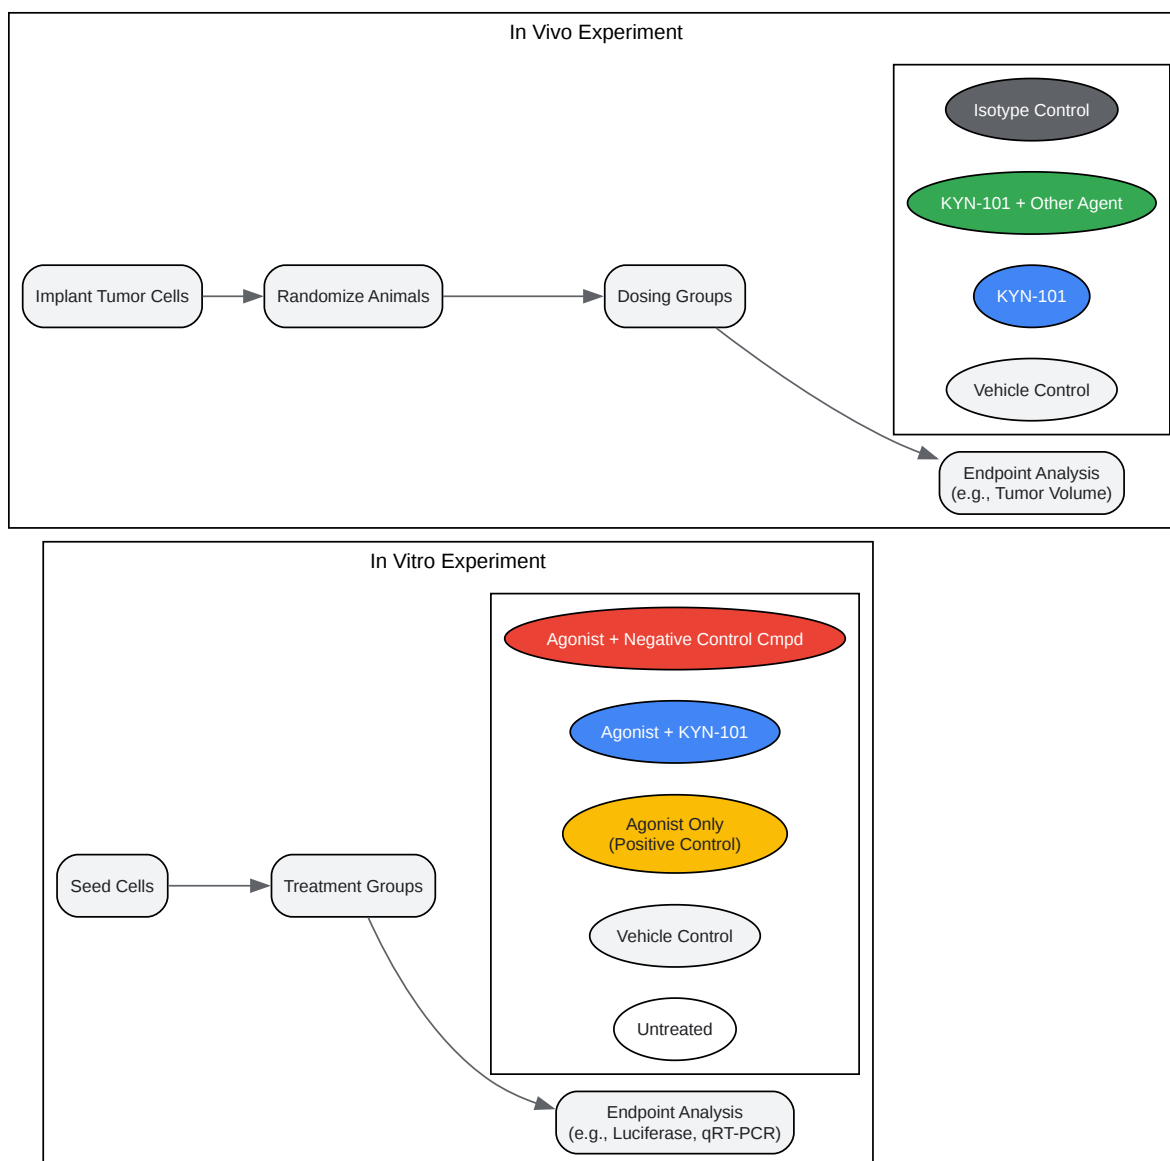 In Vivo Experiment
Isotype Control
KYN-101 + Other Agent
Implant Tumor Cells
Randomize Animals
Dosing Groups
KYN-101
Vehicle Control
Endpoint Analysis
(e.g., Tumor Volume)
In Vitro Experiment
Agonist + Negative Control Cmpd
Agonist + KYN-101
Agonist Only
(Positive Control)
Seed Cells
Treatment Groups
Vehicle Control
Untreated
Endpoint Analysis
(e.g., Luciferase, qRT-PCR)